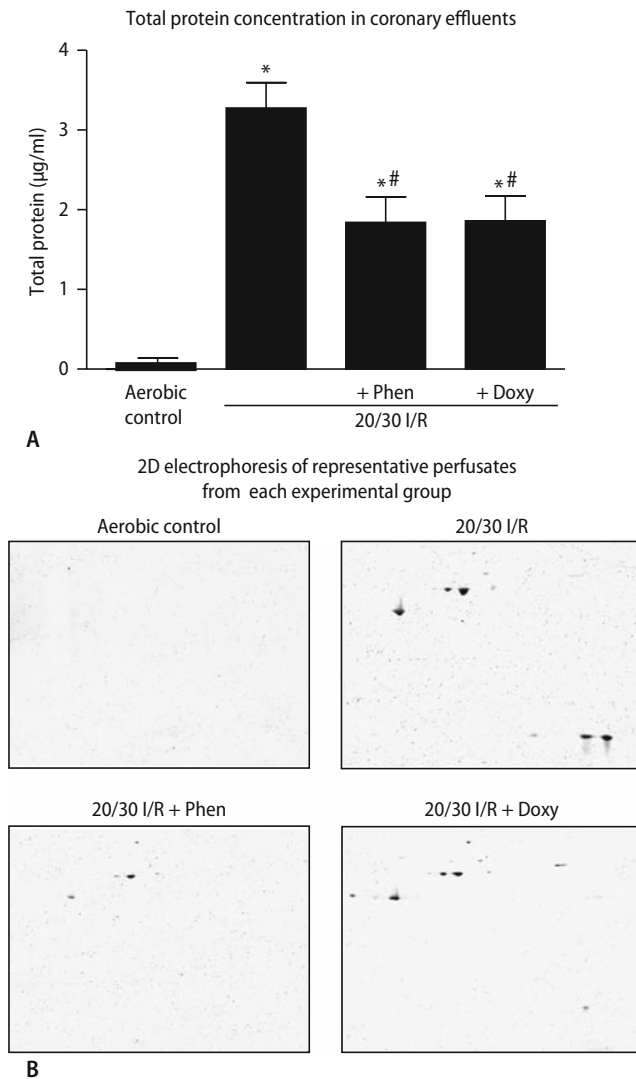 Total protein concentration in coronary effluents
4
3
2
1
0
Total protein (µg/ml)
*
*#
*#
Aerobic control
+ Phen
+ Doxy
20/30 I/R
A
2D electrophoresis of representative perfusates
from each experimental group
Aerobic control
20/30 I/R
20/30 I/R + Phen
20/30 I/R + Doxy
B